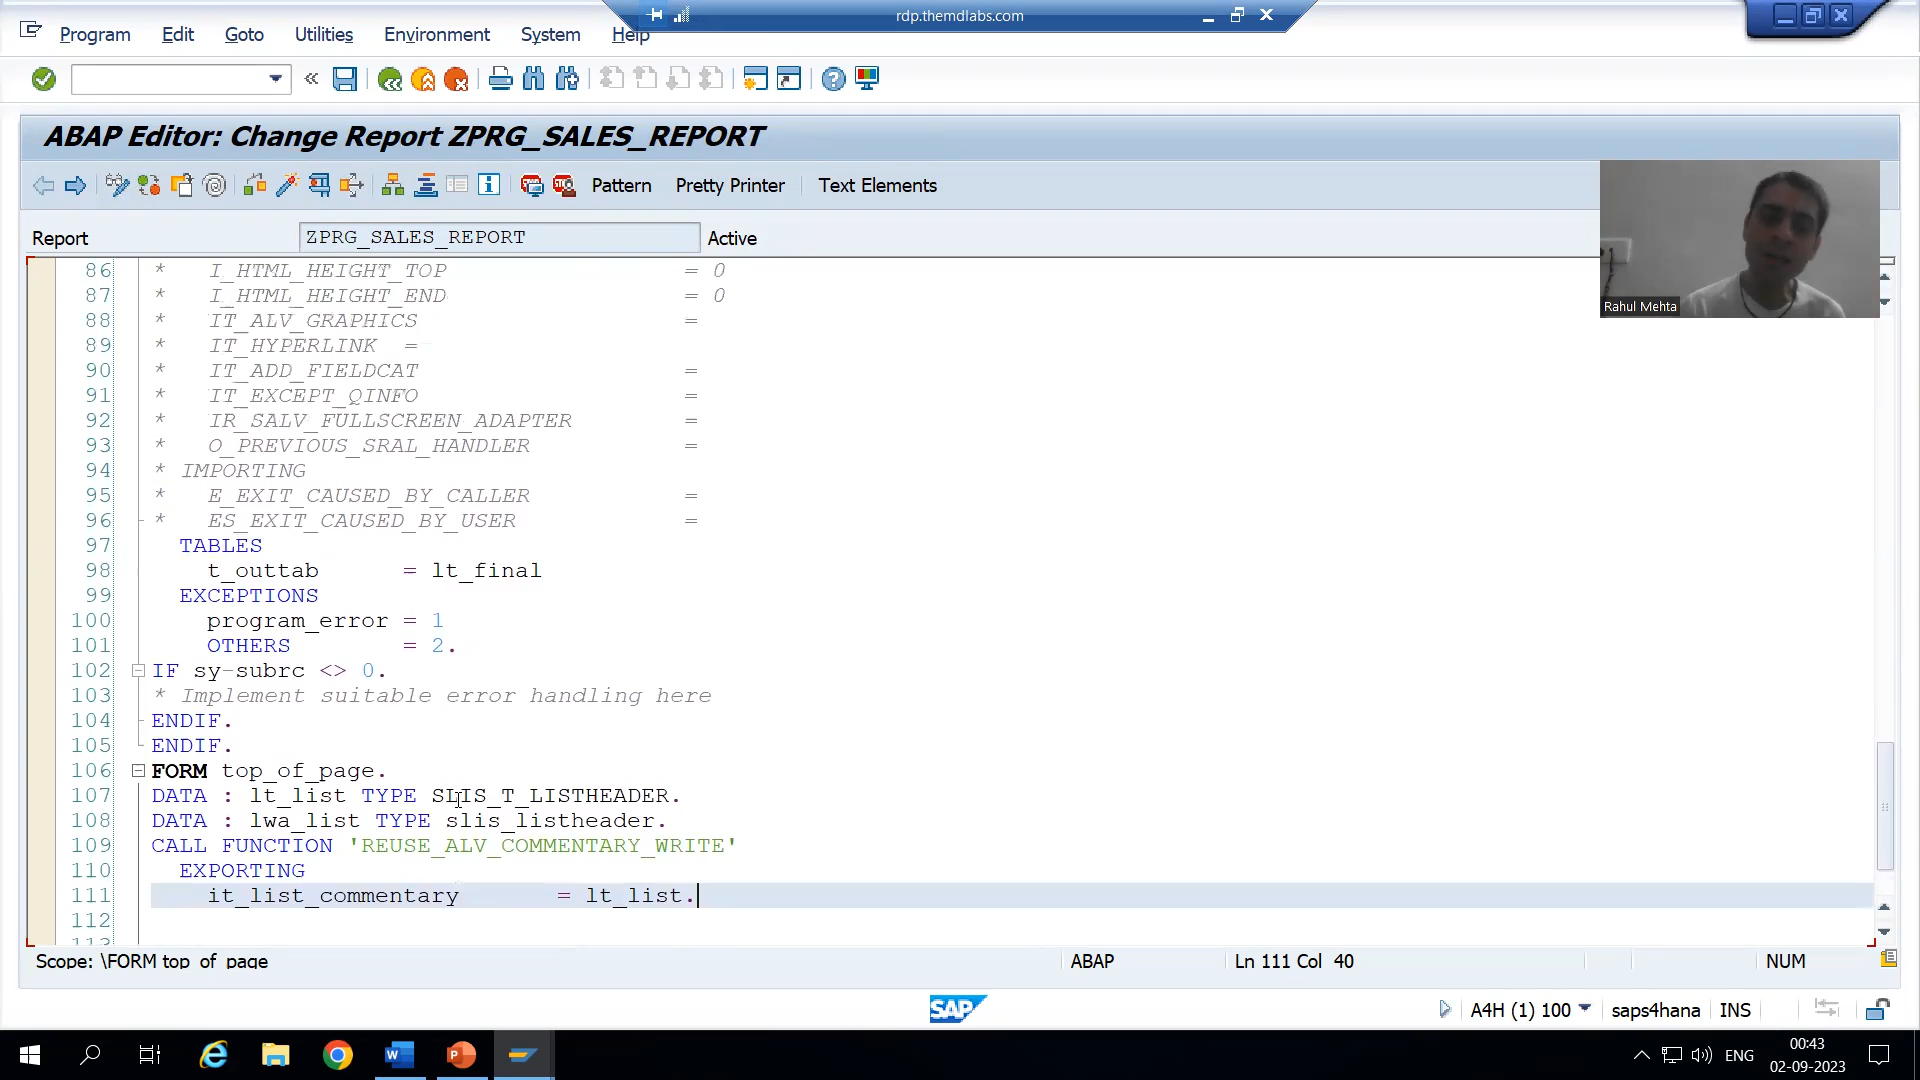 rdp.themdlabs.com
Program Edit Goto Utilities Environment System Help
ABAP Editor: Change Report ZPRG_SALES_REPORT
Pattern Pretty Printer Text Elements
Report ZPRG_SALES_REPORT Active
Rahul Mehta
86 * I_HTML_HEIGHT_TOP = 0
87 * I_HTML_HEIGHT_END = 0
88 * IT_ALV_GRAPHICS =
89 * IT_HYPERLINK =
90 * IT_ADD_FIELDCAT =
91 * IT_EXCEPT_QINFO =
92 * IR_SALV_FULLSCREEN_ADAPTER =
93 * O_PREVIOUS_SRAL_HANDLER =
94 * IMPORTING
95 * E_EXIT_CAUSED_BY_CALLER =
96 * ES_EXIT_CAUSED_BY_USER =
97 TABLES
98 t_outtab = lt_final
99 EXCEPTIONS
100 program_error = 1
101 OTHERS = 2.
102 IF sy-subrc <> 0.
103 * Implement suitable error handling here
104 ENDIF.
105 ENDIF.
106 FORM top_of_page.
107 DATA : lt_list TYPE SLIS_T_LISTHEADER.
108 DATA : lwa_list TYPE slis_listheader.
109 CALL FUNCTION 'REUSE_ALV_COMMENTARY_WRITE'
110 EXPORTING
111 it_list_commentary = lt_list.
112
113
Scope: \FORM top_of_page ABAP Ln 111 Col 40 NUM
SAP A4H (1) 100 saps4hana INS
ENG 00:43
02-09-2023